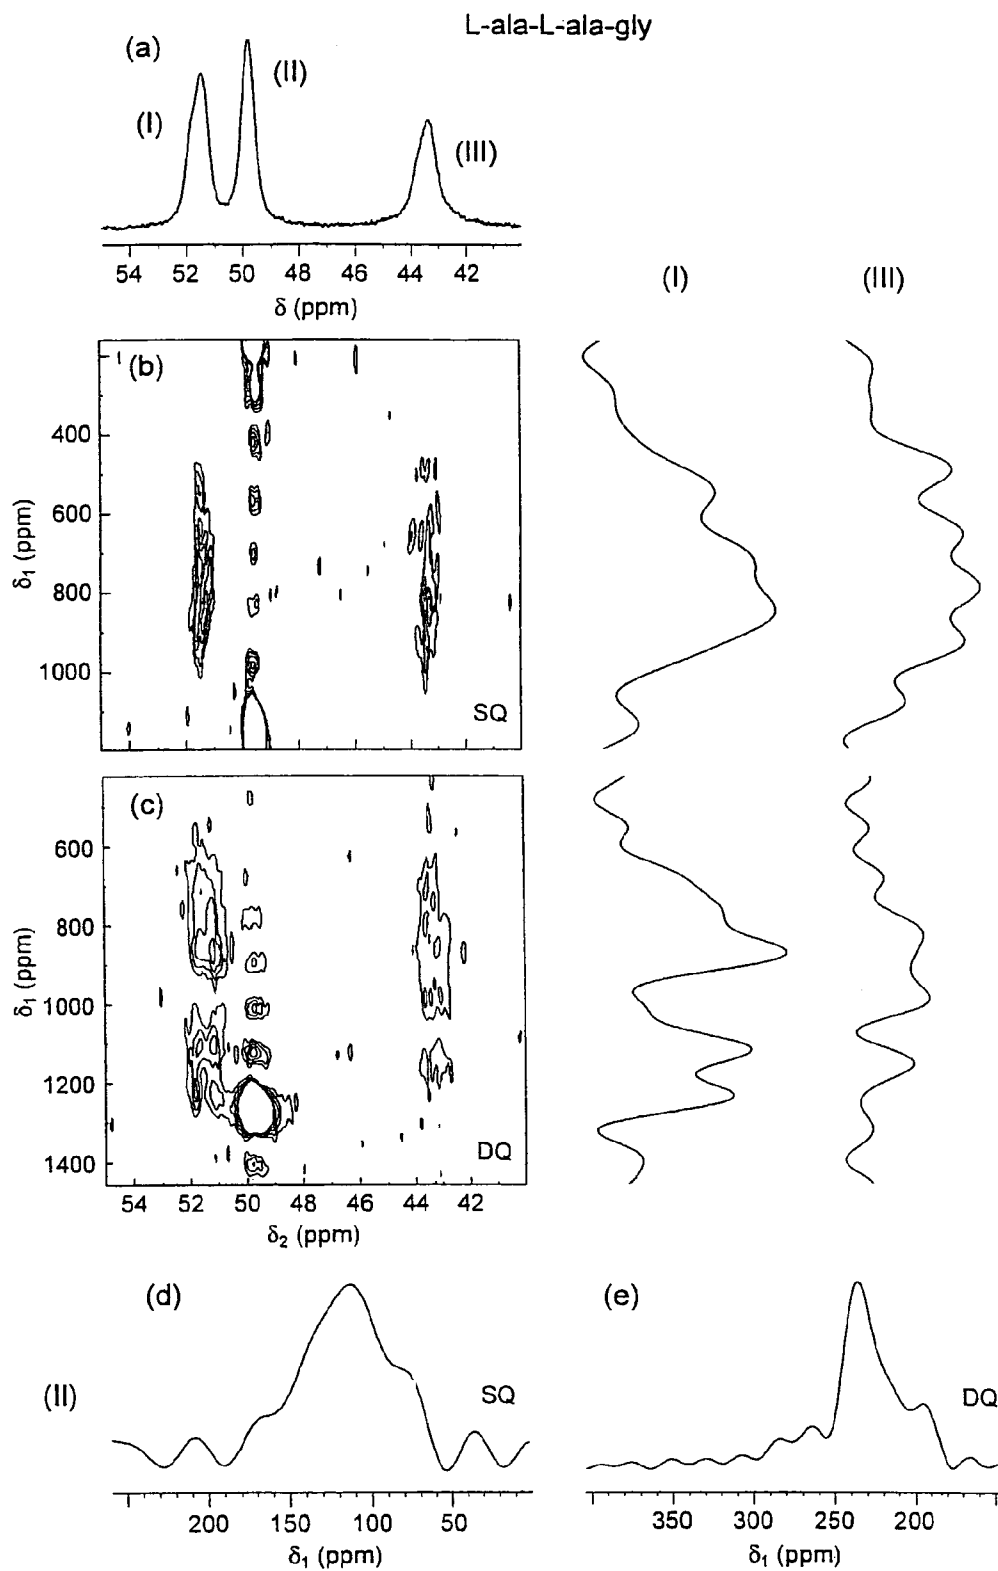 L-ala-L-ala-gly
(a)
(I)
(II)
(III)
54 52 50 48 46 44 42
δ (ppm)
(I)
(III)
(b)
400
600
800
1000
δ₁ (ppm)
SQ
(c)
600
800
1000
1200
1400
δ₁ (ppm)
DQ
54 52 50 48 46 44 42
δ₂ (ppm)
(d)
(II)
SQ
200 150 100 50
δ₁ (ppm)
(e)
DQ
350 300 250 200
δ₁ (ppm)